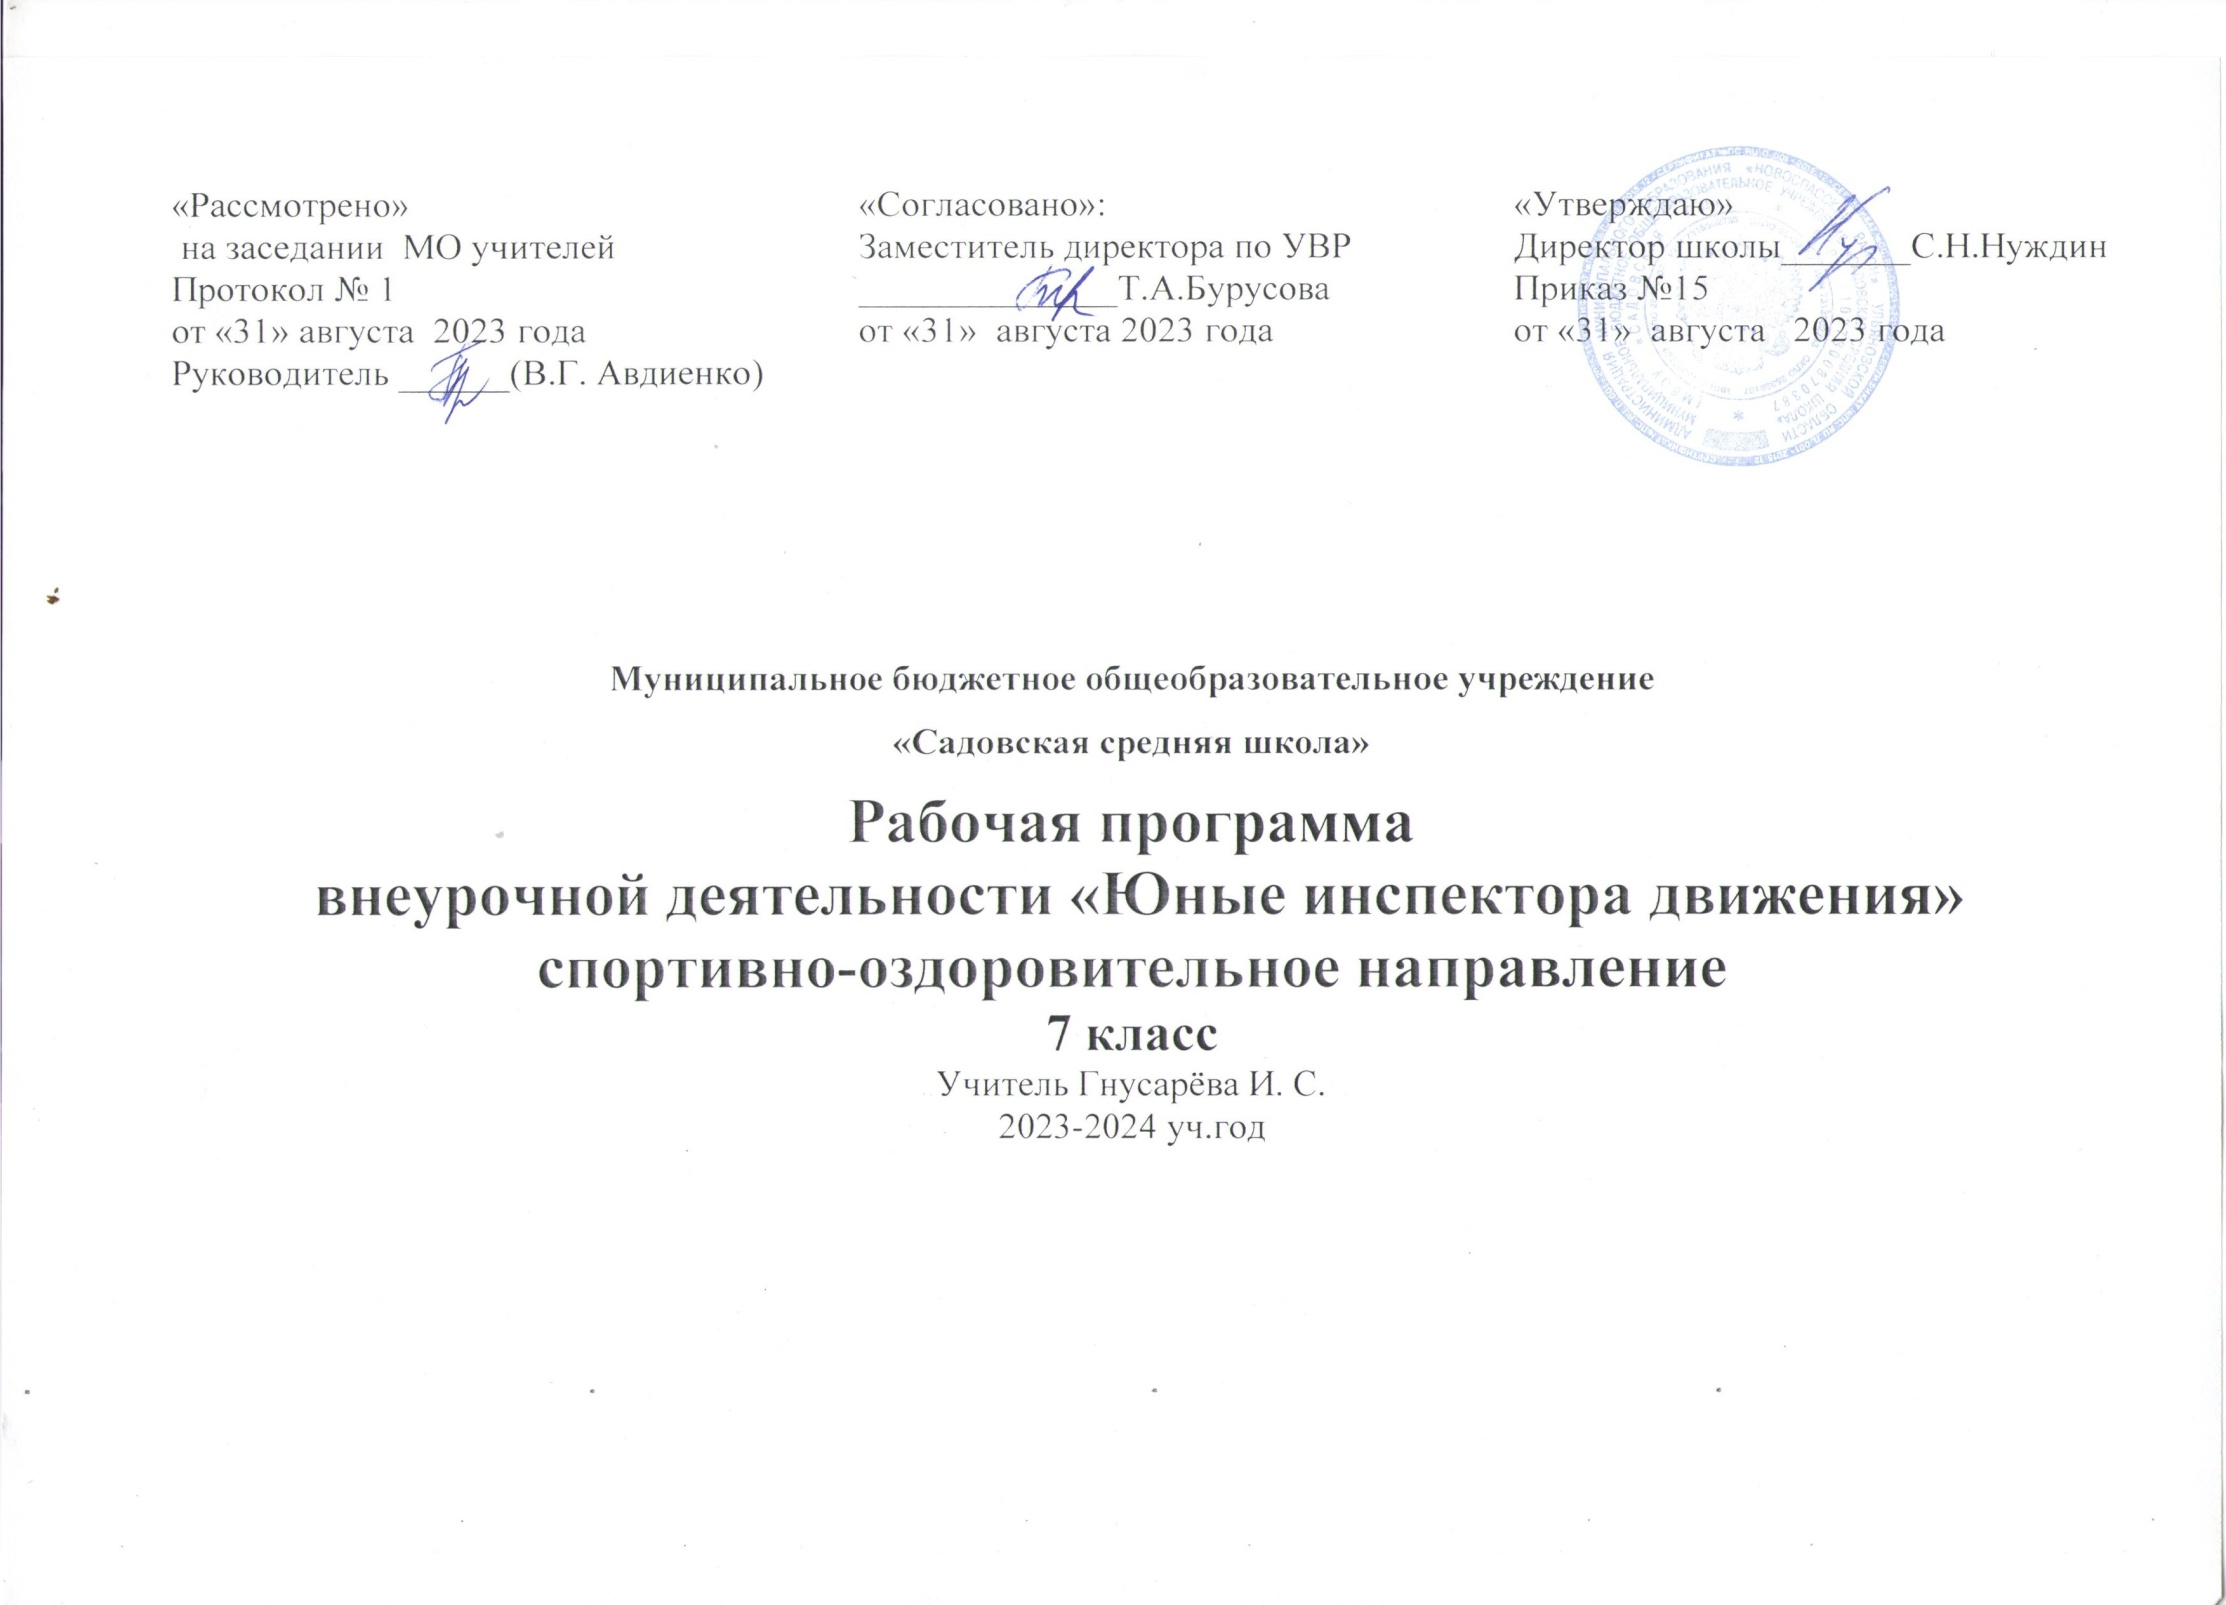 «Рассмотрено»
на заседании МО учителей
Протокол № 1
от «31» августа 2023 года
Руководитель ______(В.Г. Авдиенко)
«Согласовано»:
Заместитель директора по УВР
______________Т.А.Бурусова
от «31» августа 2023 года
«Утверждаю»
Директор школы_______С.Н.Нуждин
Приказ №15
от «31» августа 2023 года
Муниципальное бюджетное общеобразовательное учреждение
«Садовская средняя школа»
Рабочая программа
внеурочной деятельности «Юные инспектора движения»
спортивно-оздоровительное направление
7 класс
Учитель Гнусарёва И. С.
2023-2024 уч.год